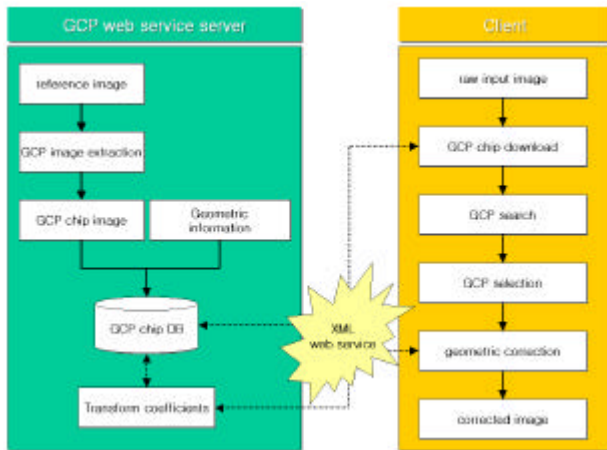 GCP web service server
reference image
GCP image extraction
GCP chip image
Geometric
information
GCP chip DB
Transform coefficients
XML
web service
Client
raw input image
GCP chip download
GCP search
GCP selection
geometric correction
corrected image